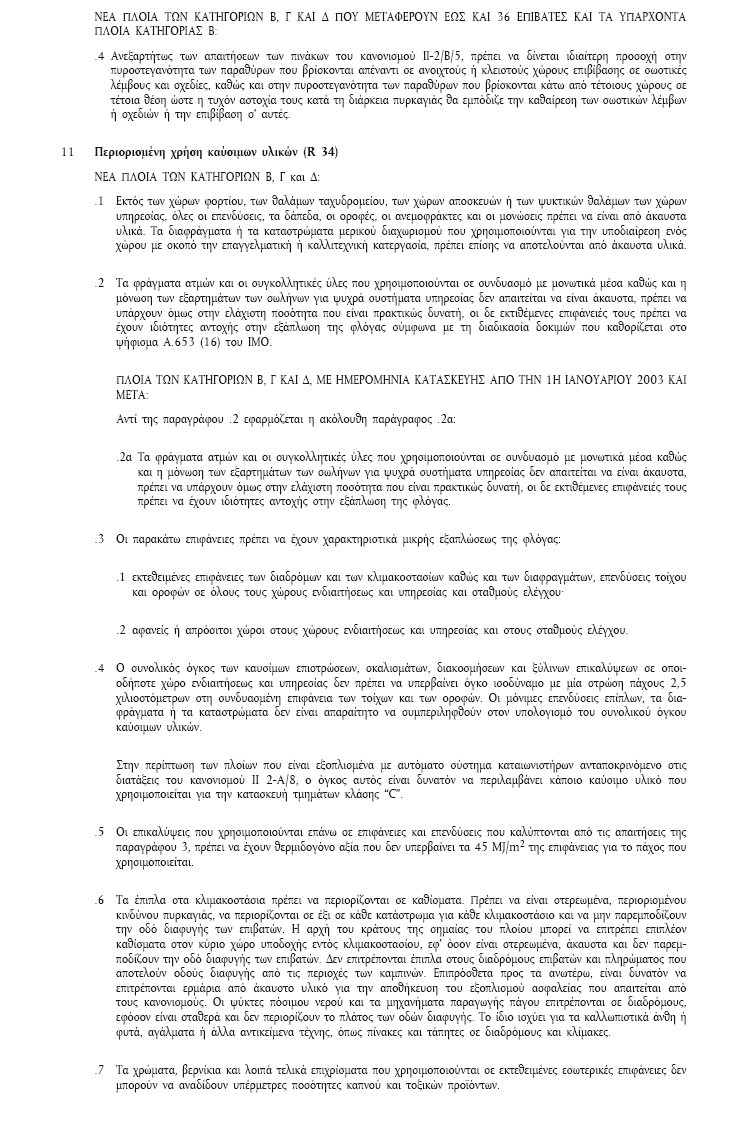 ΝΕΑ ΠΛΟΙΑ ΤΩΝ ΚΑΤΗΓΟΡΙΩΝ Β, Γ ΚΑΙ Δ ΠΟΥ ΜΕΤΑΦΕΡΟΥΝ ΕΩΣ ΚΑΙ 36 ΕΠΙΒΑΤΕΣ ΚΑΙ ΤΑ ΥΠΑΡΧΟΝΤΑ
ΠΛΟΙΑ ΚΑΤΗΓΟΡΙΑΣ Β:
.4 Ανεξαρτήτως των απαιτήσεων των πινάκων του κανονισμού ΙΙ-2/Β/5, πρέπει να δίνεται ιδιαίτερη προσοχή στην
πυροστεγανότητα των παραθύρων που βρίσκονται απέναντι σε ανοιχτούς ή κλειστούς χώρους επιβίβασης σε σωστικές
λέμβους και σχεδίες, καθώς και στην πυροστεγανότητα των παραθύρων που βρίσκονται κάτω από τέτοιους χώρους σε
τέτοια θέση ώστε η τυχόν αστοχία τους κατά τη διάρκεια πυρκαγιάς θα εμπόδιζε την καθαίρεση των σωστικών λέμβων
ή σχεδιών ή την επιβίβαση σ' αυτές.
11 Περιορισμένη χρήση καύσιμων υλικών (R 34)
ΝΕΑ ΠΛΟΙΑ ΤΩΝ ΚΑΤΗΓΟΡΙΩΝ Β, Γ και Δ:
.1 Εκτός των χώρων φορτίου, των θαλάμων ταχυδρομείου, των χώρων αποσκευών ή των ψυκτικών θαλάμων των χώρων
υπηρεσίας, όλες οι επενδύσεις, τα δάπεδα, οι οροφές, οι ανεμοφράκτες και οι μονώσεις πρέπει να είναι από άκαυστα
υλικά. Τα διαφράγματα ή τα καταστρώματα μερικού διαχωρισμού που χρησιμοποιούνται για την υποδιαίρεση ενός
χώρου με σκοπό την επαγγελματική ή καλλιτεχνική κατεργασία, πρέπει επίσης να αποτελούνται από άκαυστα υλικά.
.2 Τα φράγματα ατμών και οι συγκολλητικές ύλες που χρησιμοποιούνται σε συνδυασμό με μονωτικά μέσα καθώς και η
μόνωση των εξαρτημάτων των σωλήνων για ψυχρά συστήματα υπηρεσίας δεν απαιτείται να είναι άκαυστα, πρέπει να
υπάρχουν όμως στην ελάχιστη ποσότητα που είναι πρακτικώς δυνατή, οι δε εκτιθέμενες επιφάνειές τους πρέπει να
έχουν ιδιότητες αντοχής στην εξάπλωση της φλόγας σύμφωνα με τη διαδικασία δοκιμών που καθορίζεται στο
ψήφισμα A.653 (16) του ΙΜΟ.
ΠΛΟΙΑ ΤΩΝ ΚΑΤΗΓΟΡΙΩΝ Β, Γ ΚΑΙ Δ, ΜΕ ΗΜΕΡΟΜΗΝΙΑ ΚΑΤΑΣΚΕΥΗΣ ΑΠΟ ΤΗΝ 1Η ΙΑΝΟΥΑΡΙΟΥ 2003 ΚΑΙ
ΜΕΤΑ:
Αντί της παραγράφου .2 εφαρμόζεται η ακόλουθη παράγραφος .2α:
.2α Τα φράγματα ατμών και οι συγκολλητικές ύλες που χρησιμοποιούνται σε συνδυασμό με μονωτικά μέσα καθώς
και η μόνωση των εξαρτημάτων των σωλήνων για ψυχρά συστήματα υπηρεσίας δεν απαιτείται να είναι άκαυστα,
πρέπει να υπάρχουν όμως στην ελάχιστη ποσότητα που είναι πρακτικώς δυνατή, οι δε εκτιθέμενες επιφάνειές τους
πρέπει να έχουν ιδιότητες αντοχής στην εξάπλωση της φλόγας.
.3 Οι παρακάτω επιφάνειες πρέπει να έχουν χαρακτηριστικά μικρής εξαπλώσεως της φλόγας:
.1 εκτεθειμένες επιφάνειες των διαδρόμων και των κλιμακοστασίων καθώς και των διαφραγμάτων, επενδύσεις τοίχου
και οροφών σε όλους τους χώρους ενδιαιτήσεως και υπηρεσίας και σταθμούς ελέγχου·
.2 αφανείς ή απρόσιτοι χώροι στους χώρους ενδιαιτήσεως και υπηρεσίας και στους σταθμούς ελέγχου.
.4 Ο συνολικός όγκος των καυσίμων επιστρώσεων, σκαλισμάτων, διακοσμήσεων και ξύλινων επικαλύψεων σε οποι-
οδήποτε χώρο ενδιαιτήσεως και υπηρεσίας δεν πρέπει να υπερβαίνει όγκο ισοδύναμο με μία στρώση πάχους 2,5
χιλιοστόμετρων στη συνδυασμένη επιφάνεια των τοίχων και των οροφών. Οι μόνιμες επενδύσεις επίπλων, τα δια-
φράγματα ή τα καταστρώματα δεν είναι απαραίτητο να συμπεριληφθούν στον υπολογισμό του συνολικού όγκου
καύσιμων υλικών.
Στην περίπτωση των πλοίων που είναι εξοπλισμένα με αυτόματο σύστημα καταιωνιστήρων ανταποκρινόμενο στις
διατάξεις του κανονισμού ΙΙ 2-Α/8, ο όγκος αυτός είναι δυνατόν να περιλαμβάνει κάποιο καύσιμο υλικό που
χρησιμοποιείται για την κατασκευή τμημάτων κλάσης “C”.
.5 Οι επικαλύψεις που χρησιμοποιούνται επάνω σε επιφάνειες και επενδύσεις που καλύπτονται από τις απαιτήσεις της
παραγράφου 3, πρέπει να έχουν θερμιδογόνο αξία που δεν υπερβαίνει τα 45 MJ/m² της επιφάνειας για το πάχος που
χρησιμοποιείται.
.6 Τα έπιπλα στα κλιμακοστάσια πρέπει να περιορίζονται σε καθίσματα. Πρέπει να είναι στερεωμένα, περιορισμένου
κινδύνου πυρκαγιάς, να περιορίζονται σε έξι σε κάθε κατάστρωμα για κάθε κλιμακοστάσιο και να μην παρεμποδίζουν
την οδό διαφυγής των επιβατών. Η αρχή του κράτους της σημαίας του πλοίου μπορεί να επιτρέπει επιπλέον
καθίσματα στον κύριο χώρο υποδοχής εντός κλιμακοστασίου, εφ' όσον είναι στερεωμένα, άκαυστα και δεν παρεμ-
ποδίζουν την οδό διαφυγής των επιβατών. Δεν επιτρέπονται έπιπλα στους διαδρόμους επιβατών και πληρώματος που
αποτελούν οδούς διαφυγής από τις περιοχές των καμπινών. Επιπρόσθετα προς τα ανωτέρω, είναι δυνατόν να
επιτρέπονται ερμάρια από άκαυστο υλικό για την αποθήκευση του εξοπλισμού ασφαλείας που απαιτείται από
τους κανονισμούς. Οι ψύκτες πόσιμου νερού και τα μηχανήματα παραγωγής πάγου επιτρέπονται σε διαδρόμους,
εφόσον είναι σταθερά και δεν περιορίζουν το πλάτος των οδών διαφυγής. Το ίδιο ισχύει για τα καλλωπιστικά άνθη ή
φυτά, αγάλματα ή άλλα αντικείμενα τέχνης, όπως πίνακες και τάπητες σε διαδρόμους και κλίμακες.
.7 Τα χρώματα, βερνίκια και λοιπά τελικά επιχρίσματα που χρησιμοποιούνται σε εκτεθειμένες εσωτερικές επιφάνειες δεν
μπορούν να αναδίδουν υπέρμετρες ποσότητες καπνού και τοξικών προϊόντων.